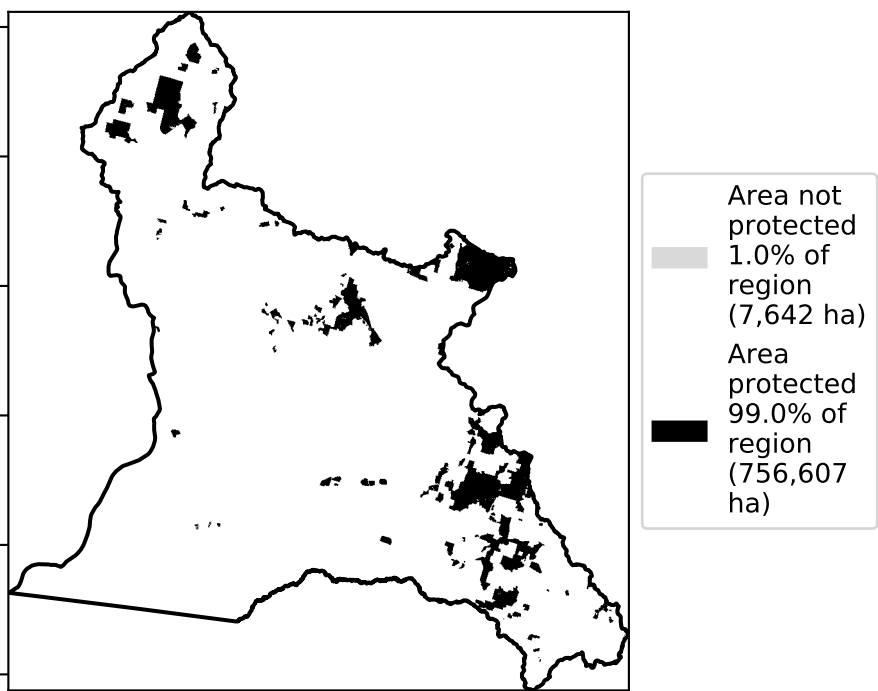 Area not
protected
1.0% of
region
(7,642 ha)
Area
protected
99.0% of
region
(756,607
ha)